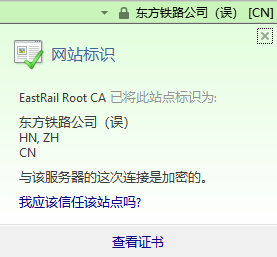 东方铁路公司（误） [CN]
网站标识
EastRail Root CA 已将此站点标识为:
东方铁路公司（误）
HN, ZH
CN
与该服务器的这次连接是加密的。
我应该信任该站点吗?
查看证书